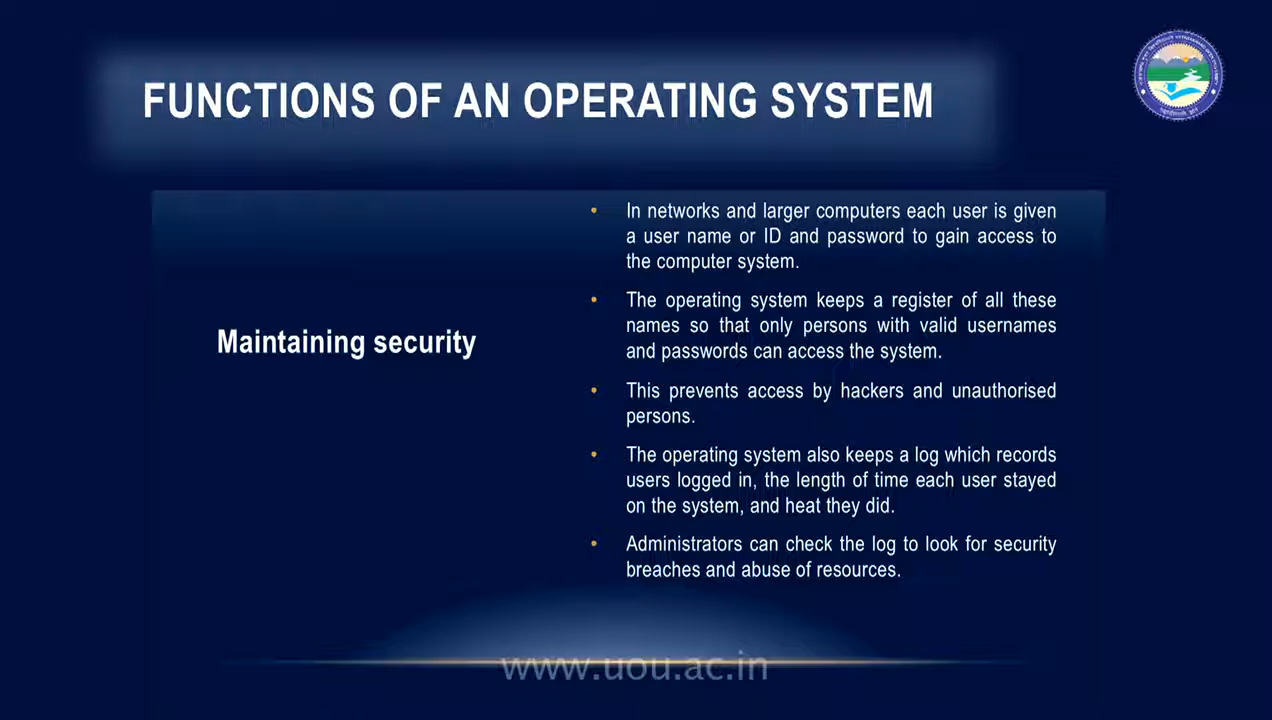 FUNCTIONS OF AN OPERATING SYSTEM
Maintaining security
• In networks and larger computers each user is given
a user name or ID and password to gain access to
the computer system.
• The operating system keeps a register of all these
names so that only persons with valid usernames
and passwords can access the system.
• This prevents access by hackers and unauthorised
persons.
• The operating system also keeps a log which records
users logged in, the length of time each user stayed
on the system, and heat they did.
• Administrators can check the log to look for security
breaches and abuse of resources.
www.uou.ac.in